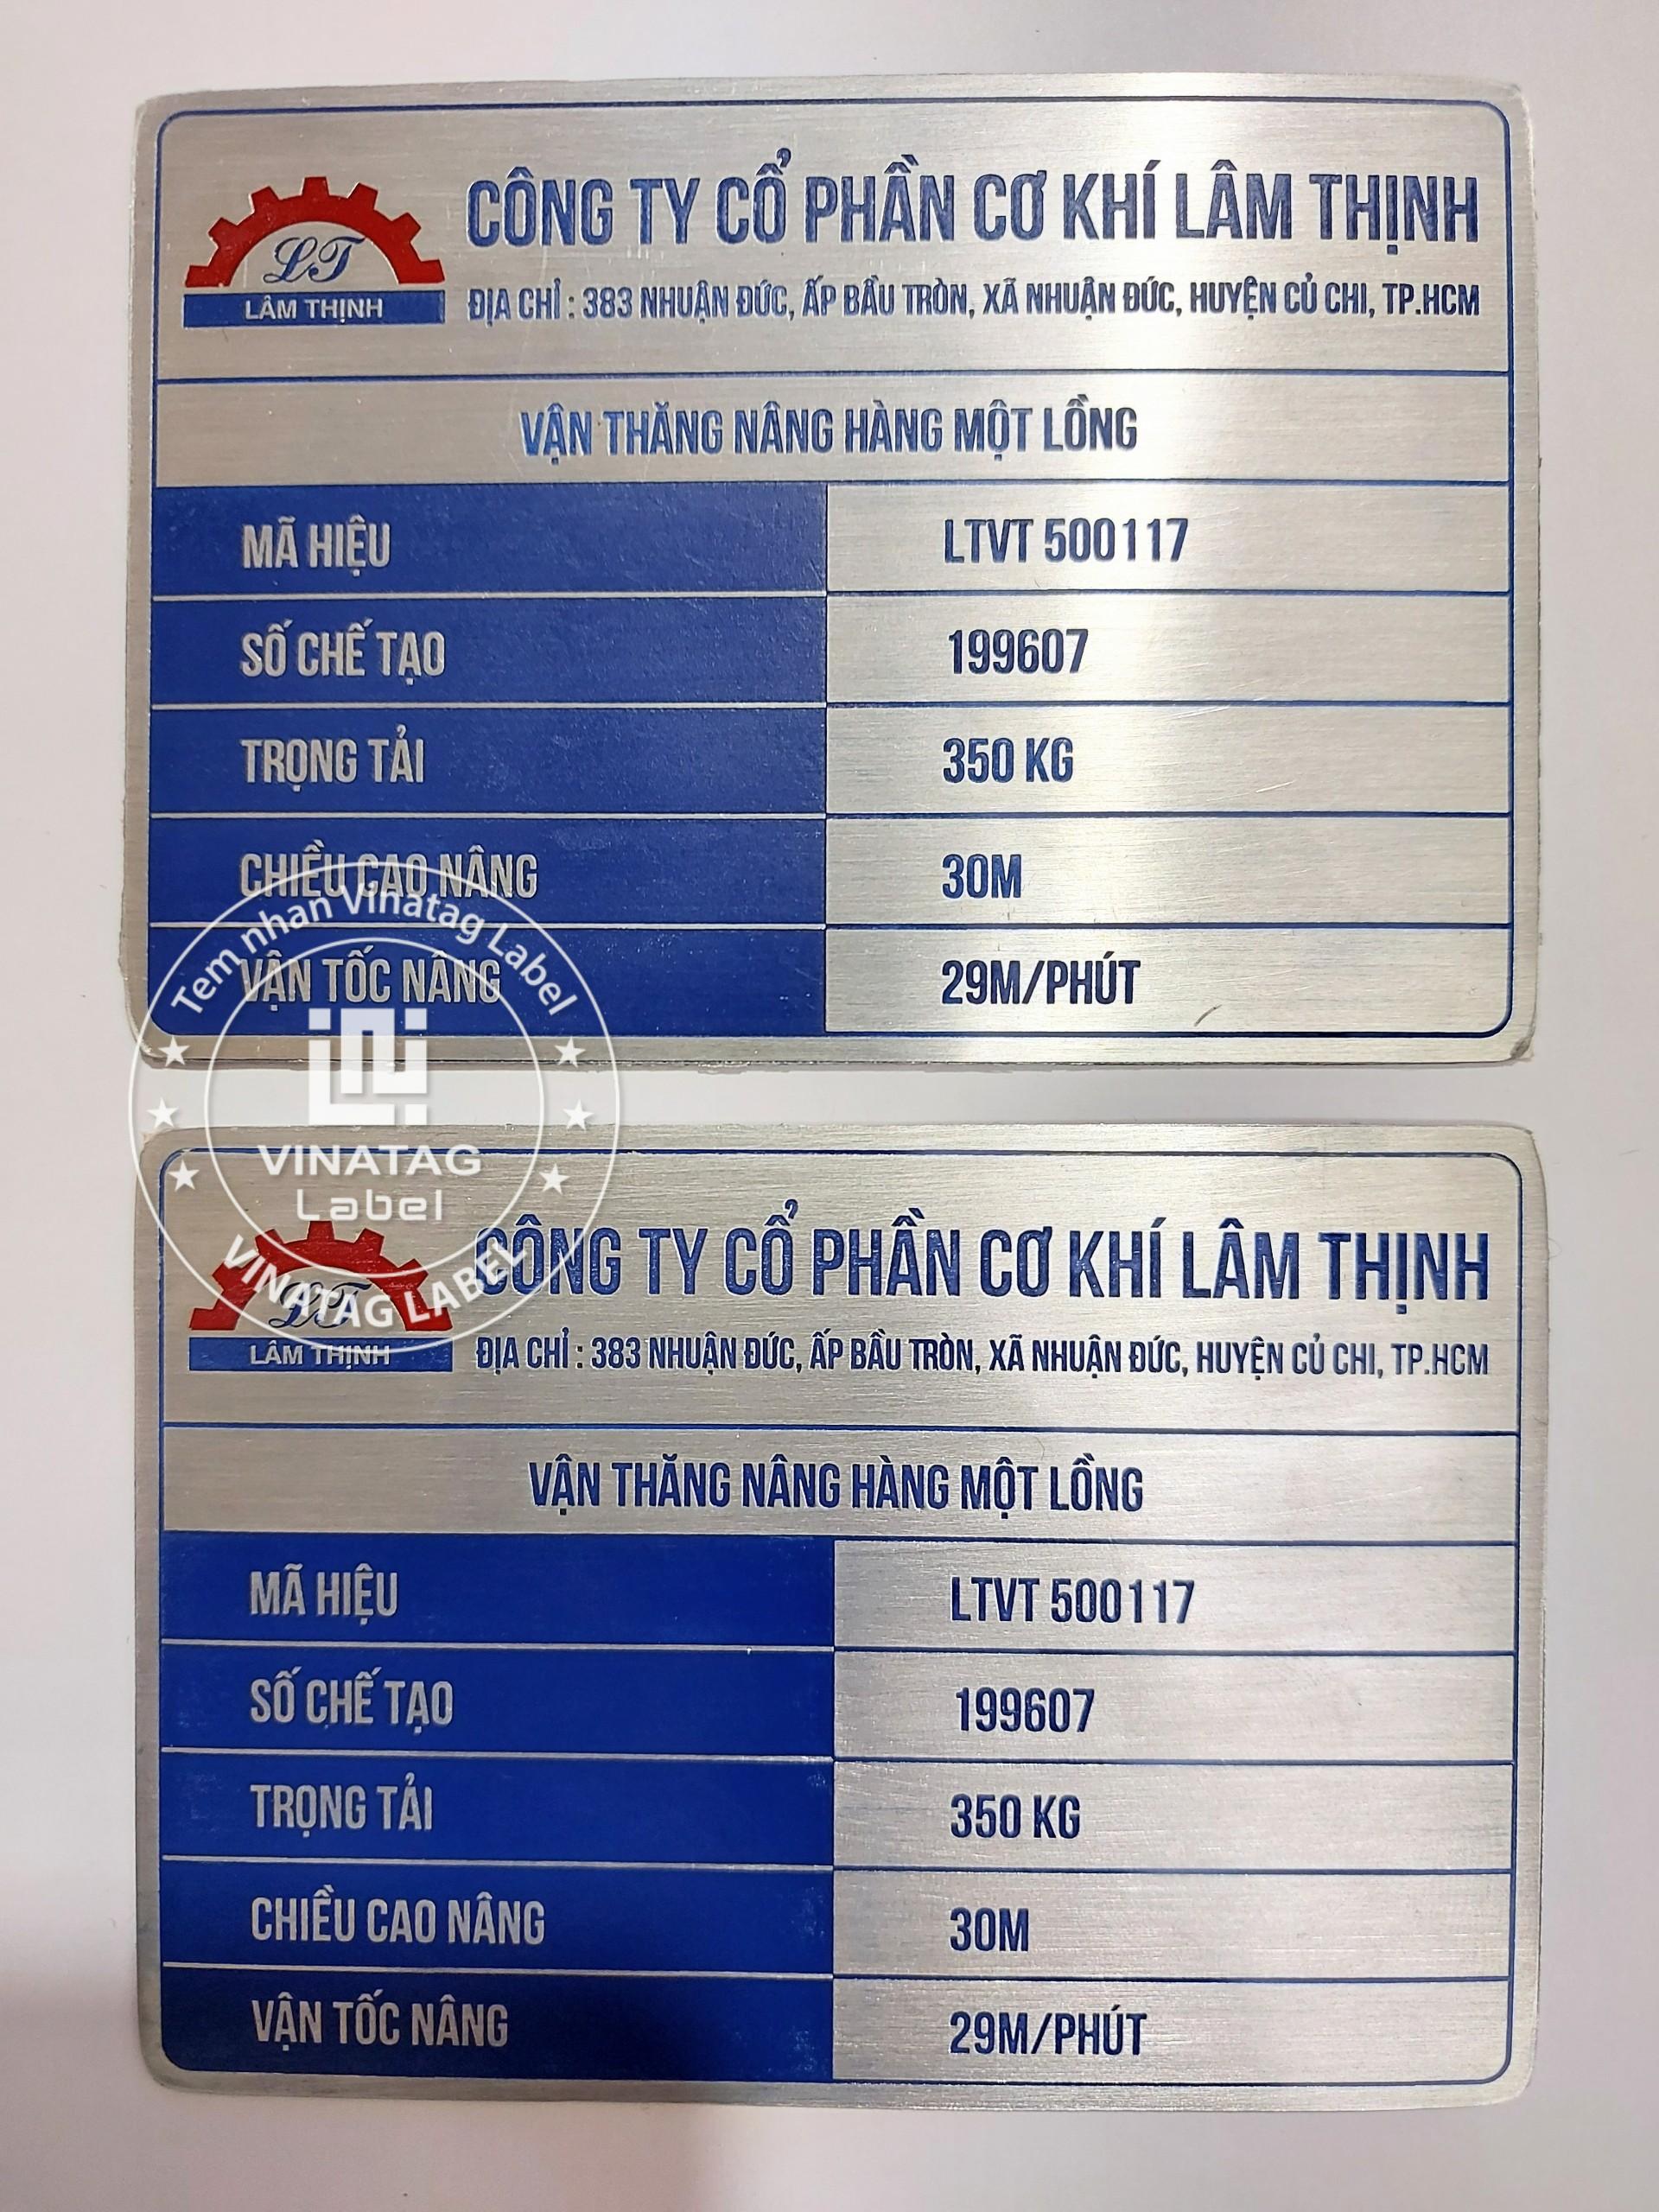 CÔNG TY CỔ PHẦN CƠ KHÍ LÂM THỊNH
LT
LÂM THỊNH
ĐỊA CHỈ : 383 NHUẬN ĐỨC, ẤP BẦU TRÒN, XÃ NHUẬN ĐỨC, HUYỆN CỦ CHI, TP.HCM
VẬN THĂNG NÂNG HÀNG MỘT LỒNG
MÃ HIỆU LTVT 500117
SỐ CHẾ TẠO 199607
TRỌNG TẢI 350 KG
CHIỀU CAO NÂNG 30M
VẬN TỐC NÂNG 29M/PHÚT
Tem nhan Vinatag Label
VINATAG
Label
VINATAG LABEL
CÔNG TY CỔ PHẦN CƠ KHÍ LÂM THỊNH
LT
LÂM THỊNH
ĐỊA CHỈ : 383 NHUẬN ĐỨC, ẤP BẦU TRÒN, XÃ NHUẬN ĐỨC, HUYỆN CỦ CHI, TP.HCM
VẬN THĂNG NÂNG HÀNG MỘT LỒNG
MÃ HIỆU LTVT 500117
SỐ CHẾ TẠO 199607
TRỌNG TẢI 350 KG
CHIỀU CAO NÂNG 30M
VẬN TỐC NÂNG 29M/PHÚT